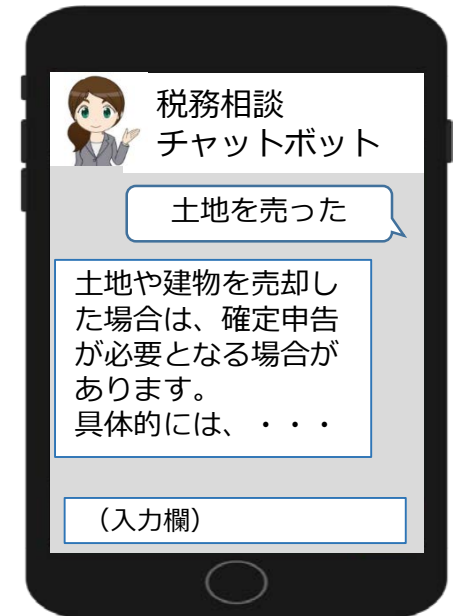 税務相談
チャットボット
土地を売った
土地や建物を売却し
た場合は、確定申告
が必要となる場合が
あります。
具体的には、・・・
（入力欄）